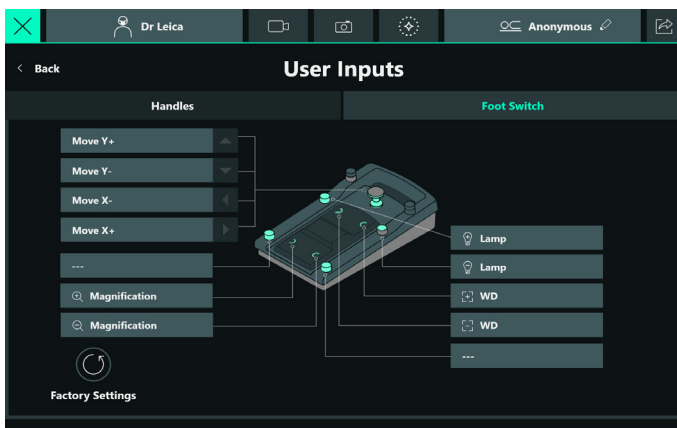 Dr Leica
Anonymous
Back
User Inputs
Handles
Foot Switch
Move Y+
Move Y-
Move X-
Move X+
---
Magnification
Magnification
Lamp
Lamp
WD
WD
---
Factory Settings